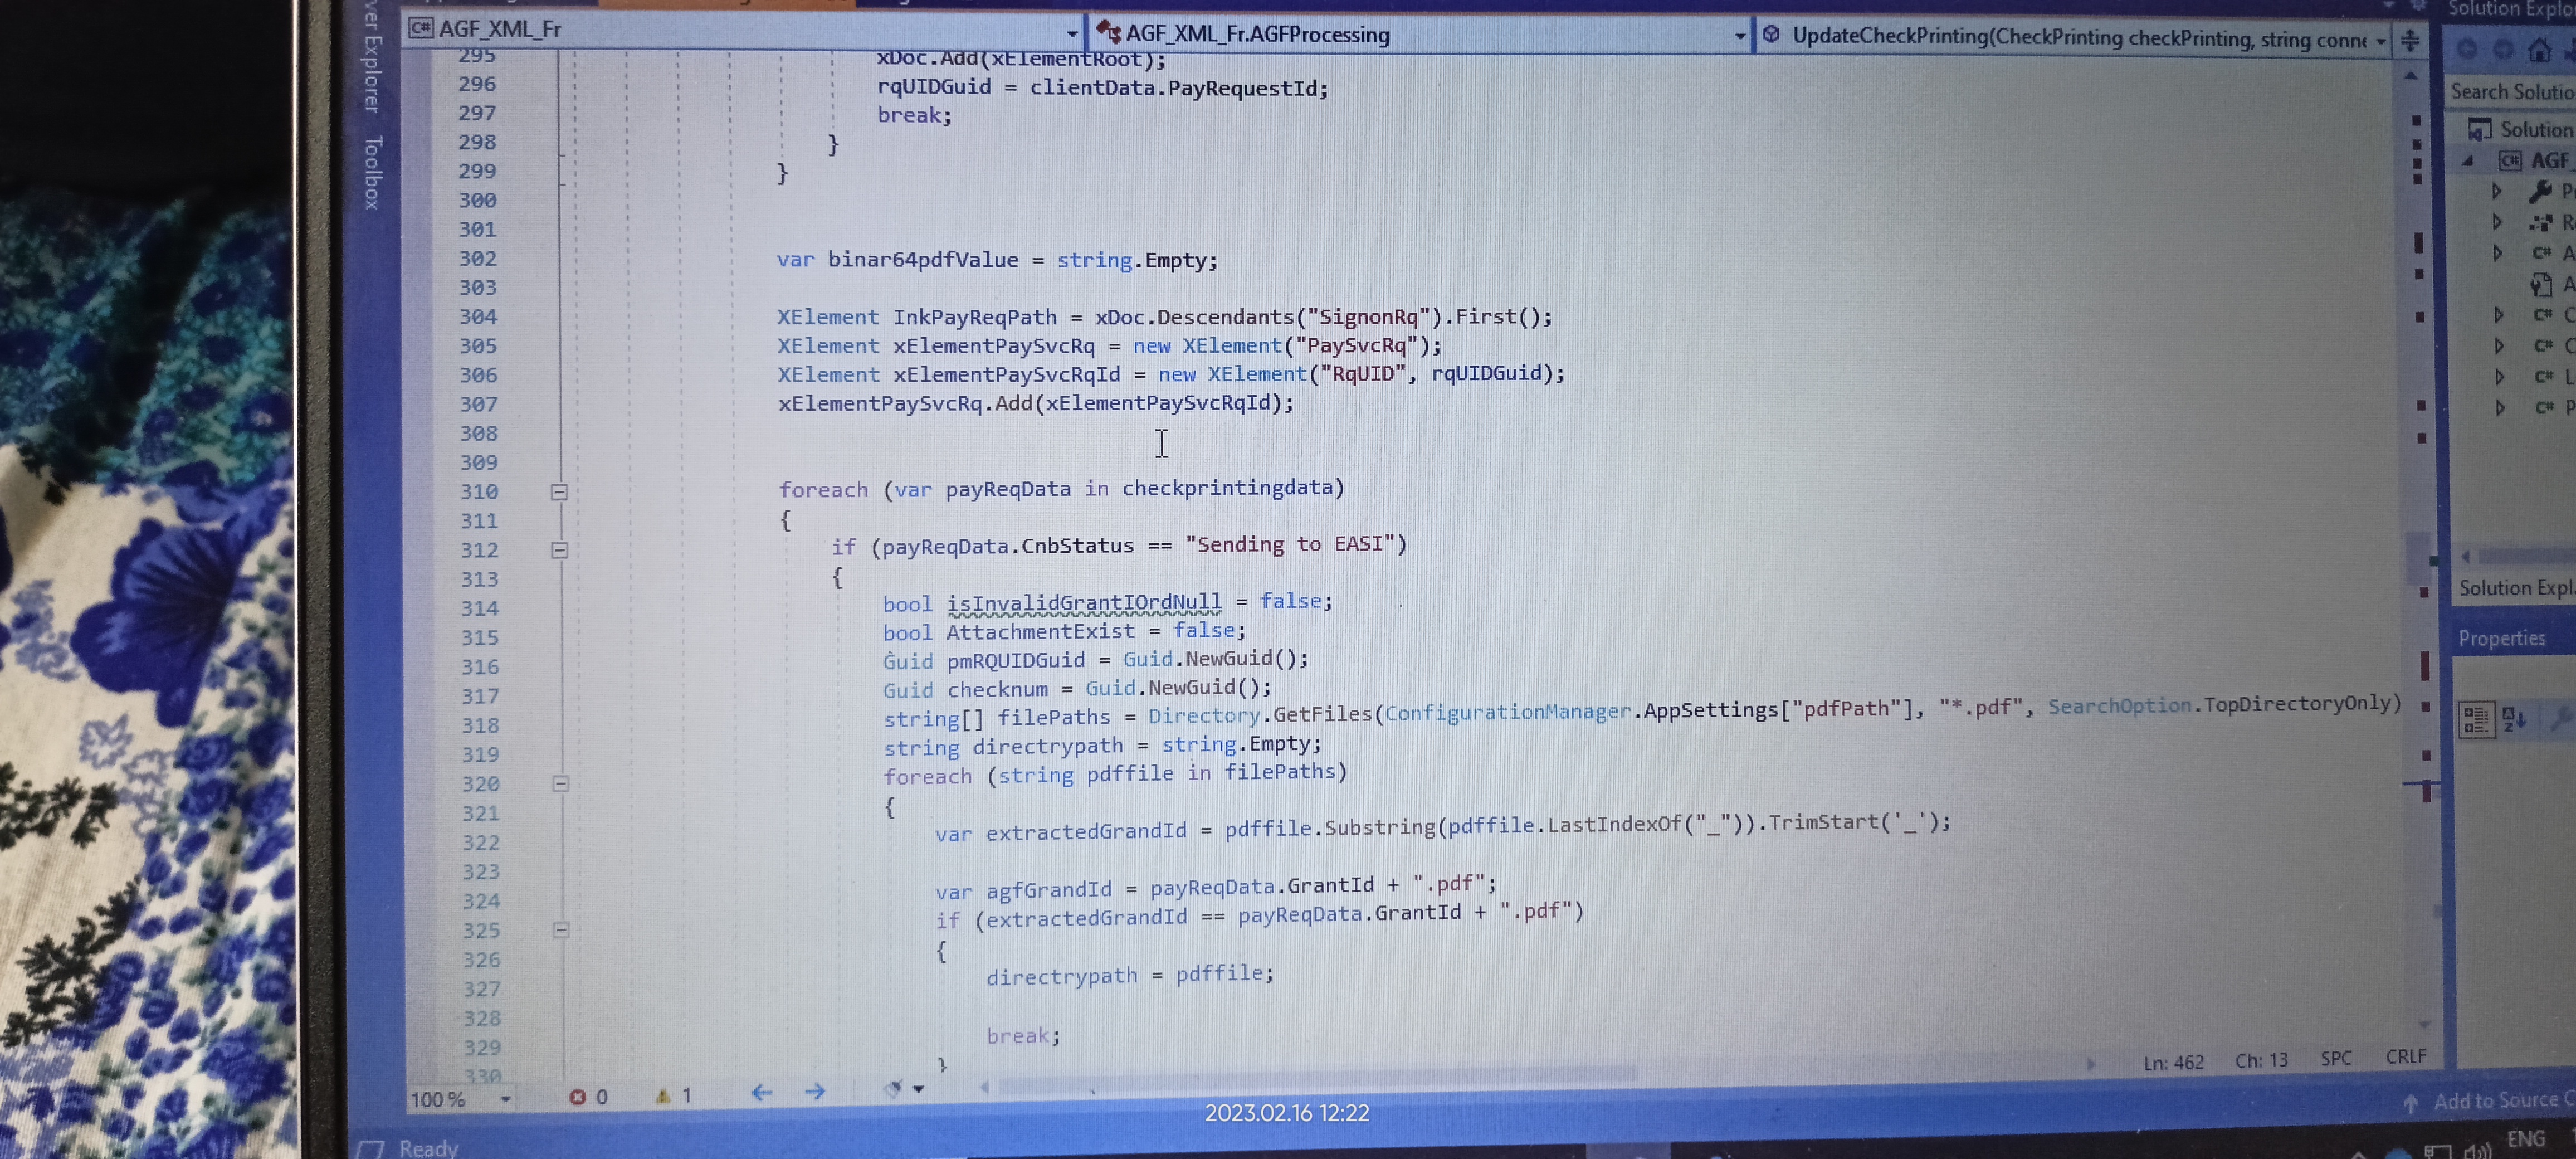 ver Explorer
Toolbox
C# AGF_XML_Fr
AGF_XML_Fr.AGFProcessing
UpdateCheckPrinting(CheckPrinting checkPrinting, string conne
295 xDoc.Add(xElementRoot);
296 rqUIDGuid = clientData.PayRequestId;
297 break;
298 }
299 }
300
301
302 var binar64pdfValue = string.Empty;
303
304 XElement InkPayReqPath = xDoc.Descendants("SignonRq").First();
305 XElement xElementPaySvcRq = new XElement("PaySvcRq");
306 XElement xElementPaySvcRqId = new XElement("RqUID", rqUIDGuid);
307 xElementPaySvcRq.Add(xElementPaySvcRqId);
308
309
310 foreach (var payReqData in checkprintingdata)
311 {
312 if (payReqData.CnbStatus == "Sending to EASI")
313 {
314 bool isInvalidGrantIOrdNull = false;
315 bool AttachmentExist = false;
316 Guid pmRQUIDGuid = Guid.NewGuid();
317 Guid checknum = Guid.NewGuid();
318 string[] filePaths = Directory.GetFiles(ConfigurationManager.AppSettings["pdfPath"], "*.pdf", SearchOption.TopDirectoryOnly)
319 string directrypath = string.Empty;
320 foreach (string pdffile in filePaths)
321 {
322 var extractedGrandId = pdffile.Substring(pdffile.LastIndexOf("_")).TrimStart('_');
323
324 var agfGrandId = payReqData.GrantId + ".pdf";
325 if (extractedGrandId == payReqData.GrantId + ".pdf")
326 {
327 directrypath = pdffile;
328
329 break;
330 }
100 %
0
1
Ln: 462 Ch: 13 SPC CRLF
2023.02.16 12:22
Ready
Solution Explo
Search Solutio
Solution
C# AGF_
P
R
C# A
A
C# C
C# C
C# L
C# P
Solution Expl
Properties
Add to Source C
ENG